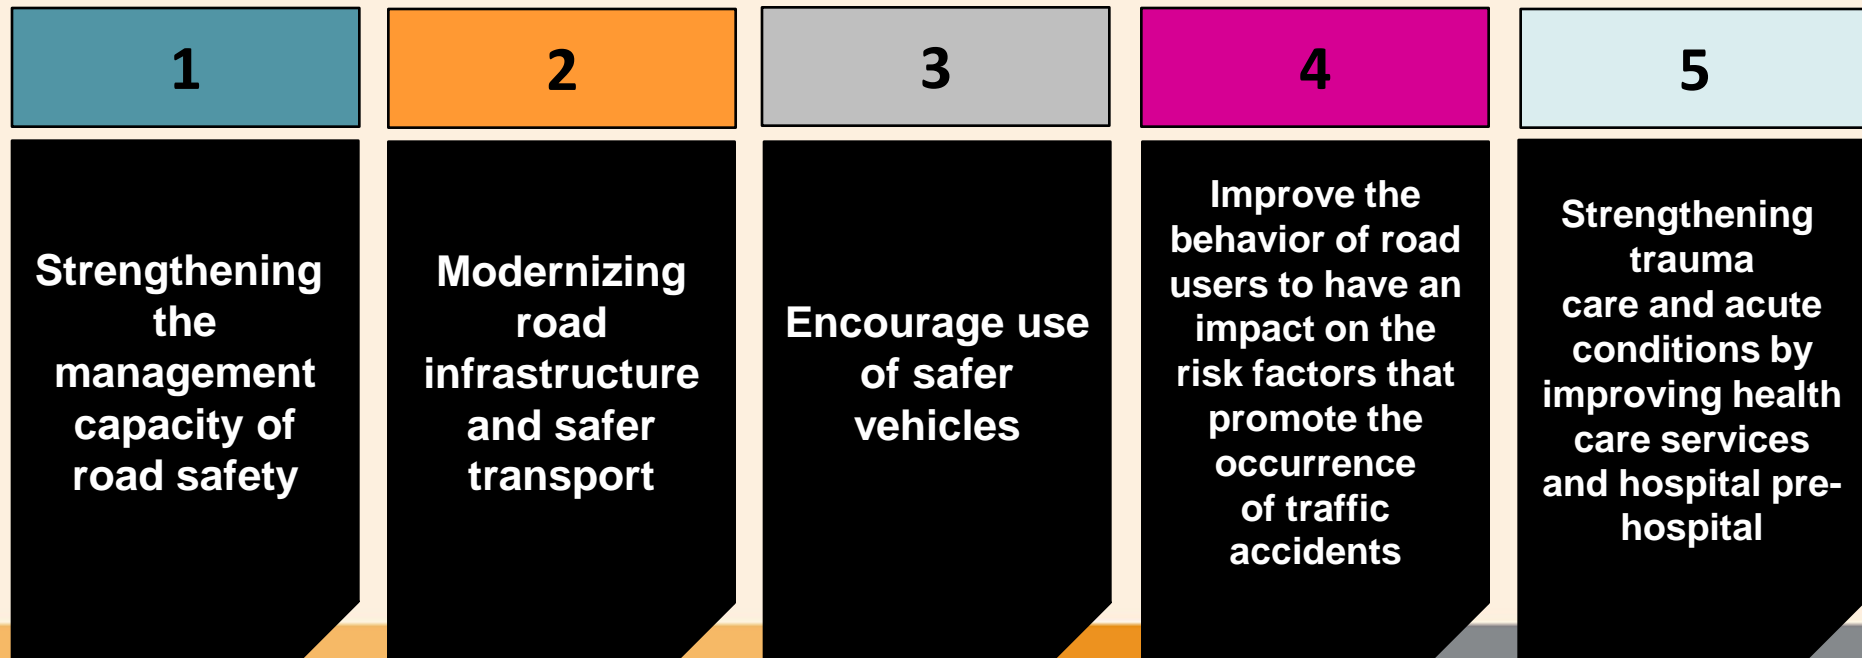 1
Strengthening
the
management
capacity of
road safety
2
Modernizing
road
infrastructure
and safer
transport
3
Encourage use
of safer
vehicles
4
Improve the
behavior of road
users to have an
impact on the
risk factors that
promote the
occurrence
of traffic
accidents
5
Strengthening
trauma
care and acute
conditions by
improving health
care services
and hospital pre-
hospital